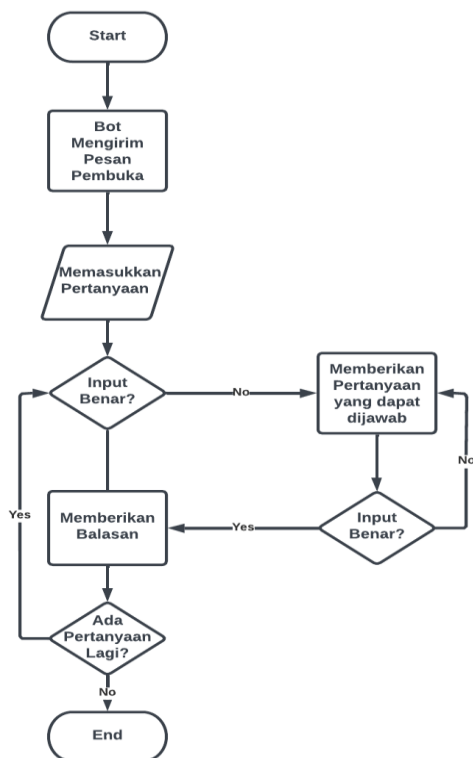 Start
Bot
Mengirim
Pesan
Pembuka
Memasukkan
Pertanyaan
Input
Benar?
No
Memberikan
Pertanyaan
yang dapat
dijawab
No
Yes
Memberikan
Balasan
Yes
Input
Benar?
Ada
Pertanyaan
Lagi?
No
End